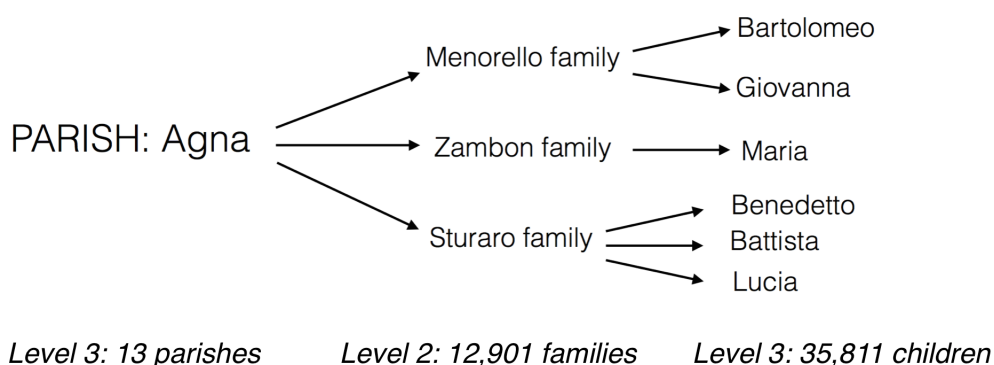 PARISH: Agna
Menorello family
Bartolomeo
Giovanna
Zambon family
Maria
Sturaro family
Benedetto
Battista
Lucia
Level 3: 13 parishes
Level 2: 12,901 families
Level 3: 35,811 children